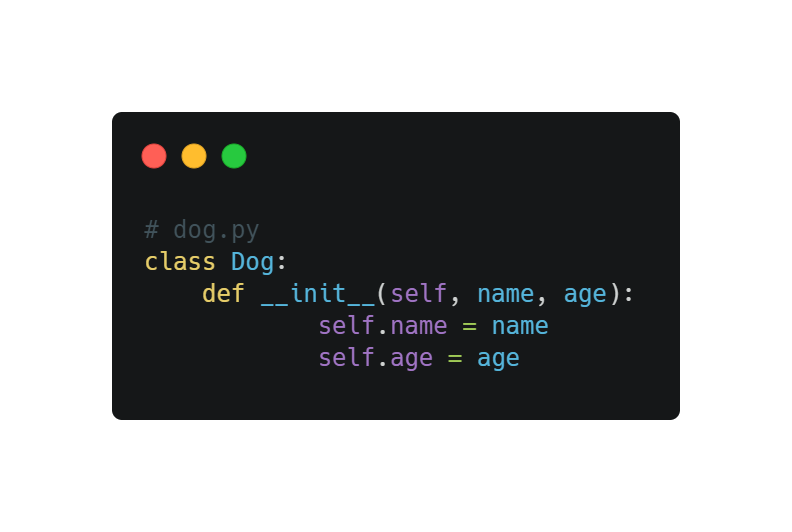 # dog.py
class Dog:
    def __init__(self, name, age):
            self.name = name
            self.age = age